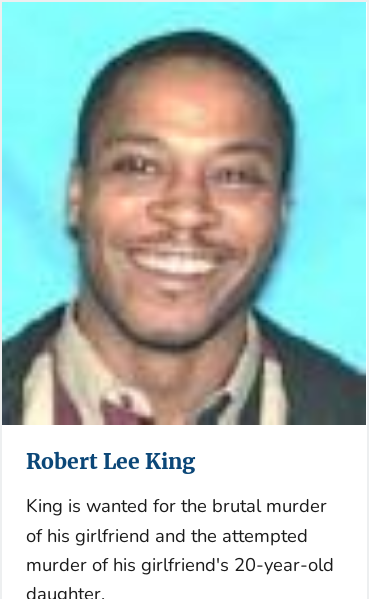 Robert Lee King
King is wanted for the brutal murder
of his girlfriend and the attempted
murder of his girlfriend's 20-year-old
daughter.